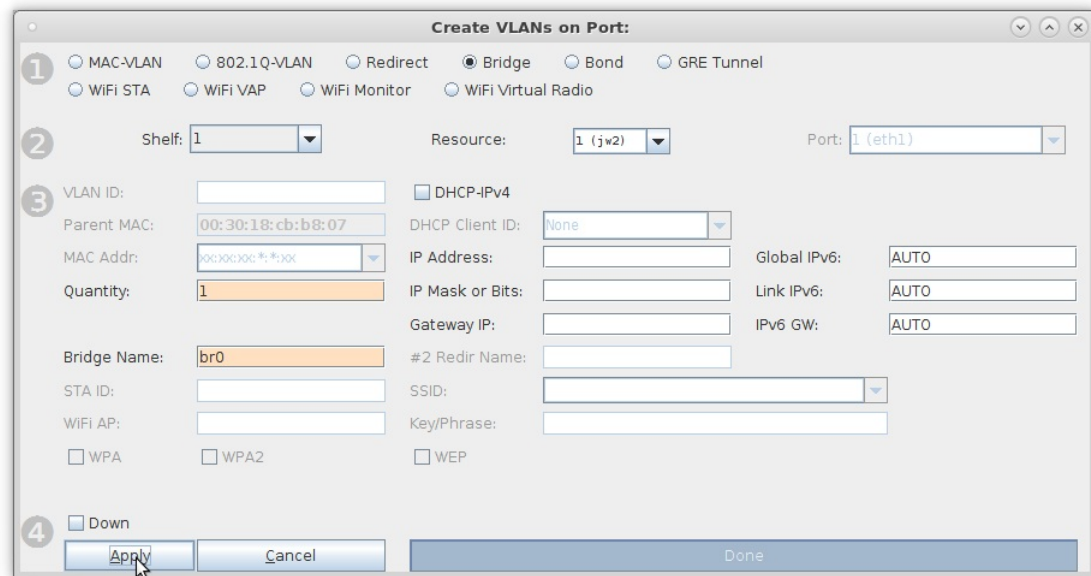 Create VLANs on Port:
1 MAC-VLAN 802.1Q-VLAN Redirect Bridge Bond GRE Tunnel
WiFi STA WiFi VAP WiFi Monitor WiFi Virtual Radio
2 Shelf: 1 Resource: 1 (jw2) Port: 1 (eth1)
3 VLAN ID: DHCP-IPv4
Parent MAC: 00:30:18:cb:b8:07 DHCP Client ID: None
MAC Addr: xx:xx:xx:*:*:xx IP Address: Global IPv6: AUTO
Quantity: 1 IP Mask or Bits: Link IPv6: AUTO
Gateway IP: IPv6 GW: AUTO
Bridge Name: br0 #2 Redir Name:
STA ID: SSID:
WiFi AP: Key/Phrase:
WPA WPA2 WEP
4 Down
Apply Cancel Done